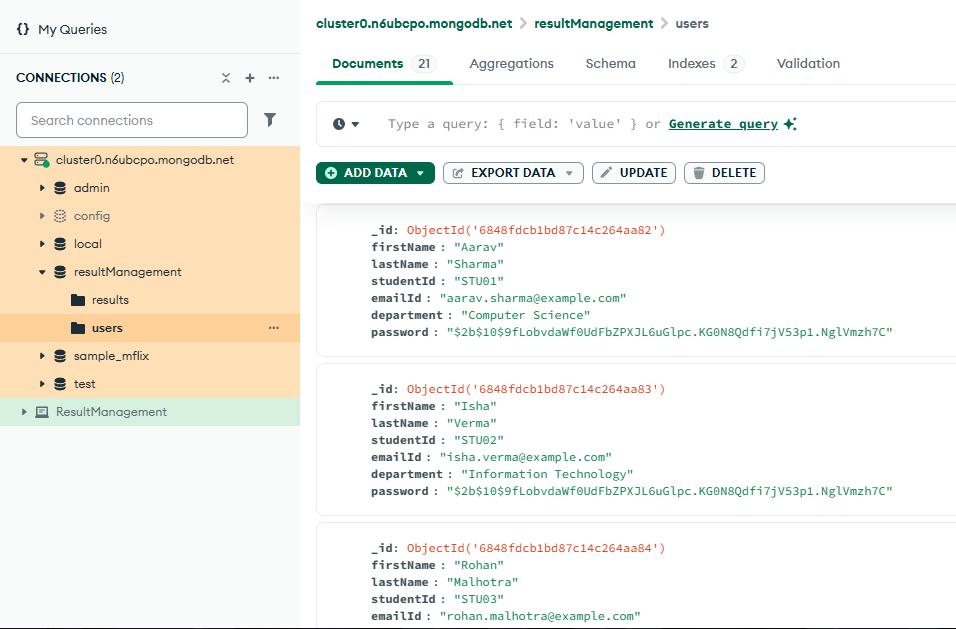 {} My Queries
CONNECTIONS (2)
Search connections
cluster0.n6ubcpo.mongodb.net
admin
config
local
resultManagement
results
users
sample_mflix
test
ResultManagement
cluster0.n6ubcpo.mongodb.net > resultManagement > users
Documents 21 Aggregations Schema Indexes 2 Validation
Type a query: { field: 'value' } or Generate query
ADD DATA EXPORT DATA UPDATE DELETE
_id: ObjectId('6848fdcb1bd87c14c264aa82')
firstName : "Aarav"
lastName : "Sharma"
studentId : "STU01"
emailId : "aarav.sharma@example.com"
department : "Computer Science"
password : "$2b$10$9fLobvdaWf0UdFbZPXJL6uGlpc.KG0N8Qdfi7jV53p1.NglVmzh7C"
_id: ObjectId('6848fdcb1bd87c14c264aa83')
firstName : "Isha"
lastName : "Verma"
studentId : "STU02"
emailId : "isha.verma@example.com"
department : "Information Technology"
password : "$2b$10$9fLobvdaWf0UdFbZPXJL6uGlpc.KG0N8Qdfi7jV53p1.NglVmzh7C"
_id: ObjectId('6848fdcb1bd87c14c264aa84')
firstName : "Rohan"
lastName : "Malhotra"
studentId : "STU03"
emailId : "rohan.malhotra@example.com"